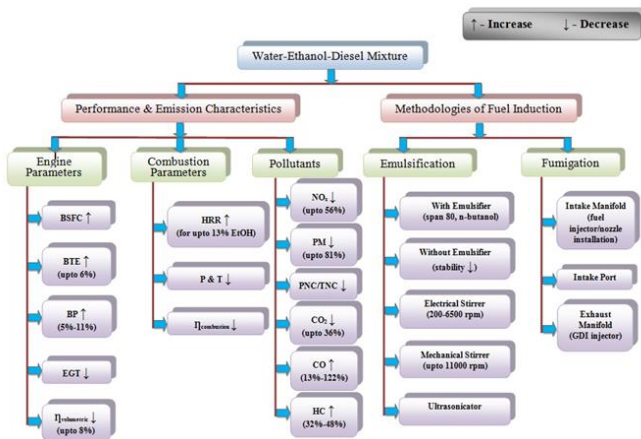 ↑ - Increase ↓ - Decrease
Water-Ethanol-Diesel Mixture
Performance & Emission Characteristics
Methodologies of Fuel Induction
Engine
Parameters
BSFC ↑
BTE ↑
(upto 6%)
BP ↑
(5%-11%)
EGT ↓
ηvolumetric ↓
(upto 8%)
Combustion
Parameters
HRR ↑
(for upto 13% EtOH)
P & T ↓
ηcombustion ↓
Pollutants
NOx ↓
(upto 56%)
PM ↓
(upto 81%)
PNC/TNC ↓
CO₂ ↓
(upto 36%)
CO ↑
(13%-122%)
HC ↑
(32%-48%)
Emulsification
With Emulsifier
(span 80, n-butanol)
Without Emulsifier
(stability ↓)
Electrical Stirrer
(200-6500 rpm)
Mechanical Stirrer
(upto 11000 rpm)
Ultrasonicator
Fumigation
Intake Manifold
(fuel
injector/nozzle
installation)
Intake Port
Exhaust
Manifold
(GDI injector)